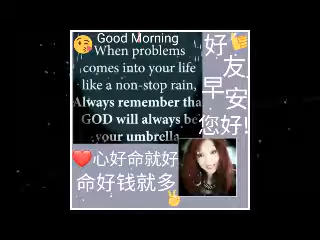 Good Morning
When problems
comes into your life
like a non-stop rain,
Always remember tha
GOD will always be
your umbrella
好
友
早安
您好!
心好命就好
命好钱就多